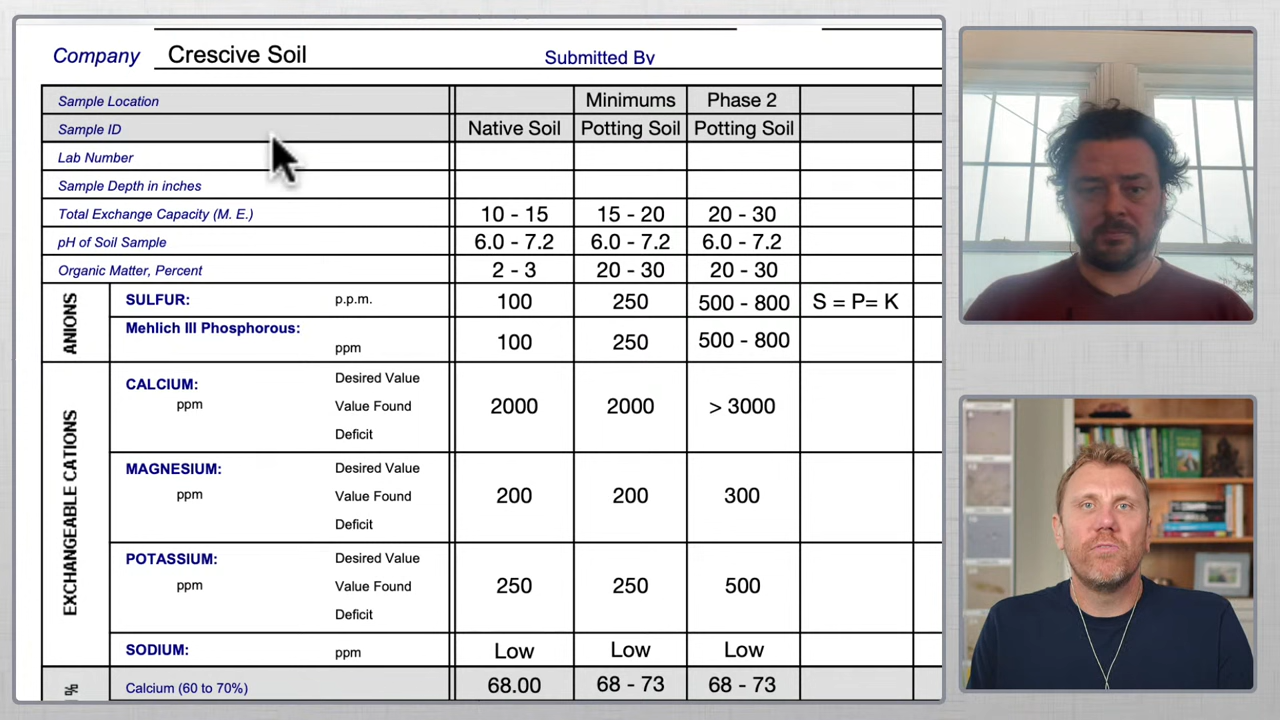 Company Crescive Soil Submitted By
Sample Location Minimums Phase 2
Sample ID Native Soil Potting Soil Potting Soil
Lab Number
Sample Depth in inches
Total Exchange Capacity (M. E.) 10 - 15 15 - 20 20 - 30
pH of Soil Sample 6.0 - 7.2 6.0 - 7.2 6.0 - 7.2
Organic Matter, Percent 2 - 3 20 - 30 20 - 30
ANIONS
SULFUR: p.p.m. 100 250 500 - 800 S = P= K
Mehlich III Phosphorous:
ppm 100 250 500 - 800
EXCHANGEABLE CATIONS
CALCIUM: Desired Value
ppm Value Found 2000 2000 > 3000
Deficit
MAGNESIUM: Desired Value
ppm Value Found 200 200 300
Deficit
POTASSIUM: Desired Value
ppm Value Found 250 250 500
Deficit
SODIUM: ppm Low Low Low
%
Calcium (60 to 70%) 68.00 68 - 73 68 - 73